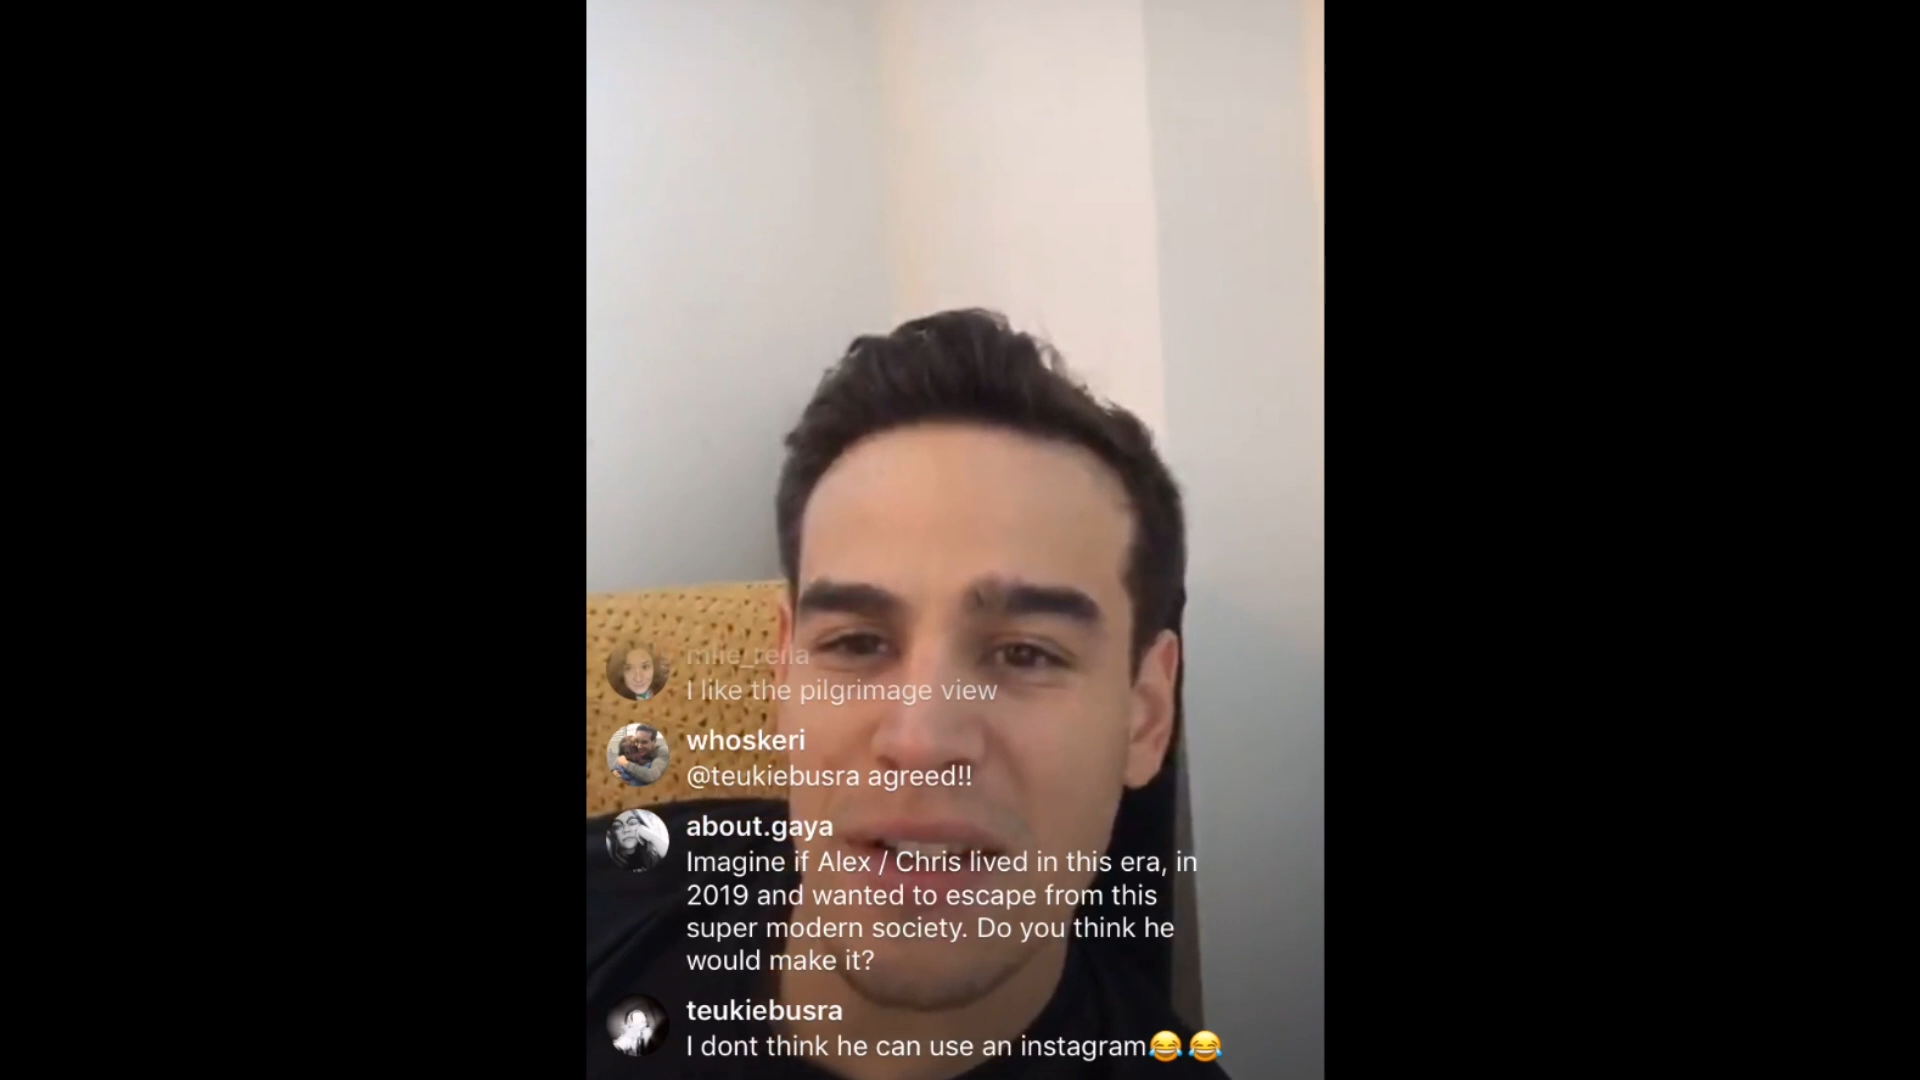 I like the pilgrimage view
whoskeri
@teukiebusra agreed!!
about.gaya
Imagine if Alex / Chris lived in this era, in
2019 and wanted to escape from this
super modern society. Do you think he
would make it?
teukiebusra
I dont think he can use an instagram😂😂